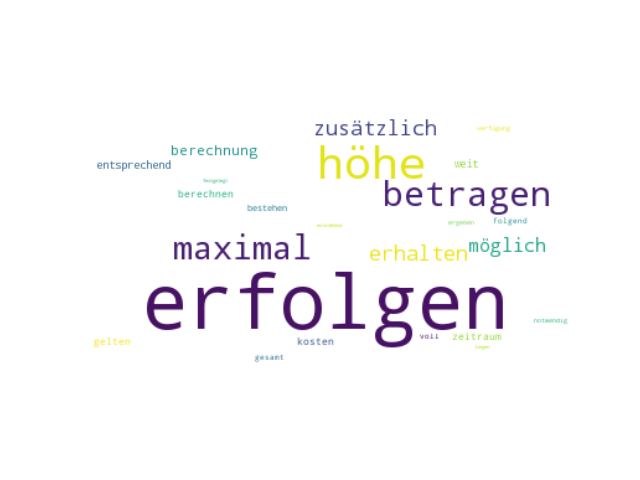 zusätzlich
verfügung
berechnung
höhe
weit
entsprechend
betragen
berechnen
bestehen
folgend
maximal
erhalten
möglich
erfolgen
notwendig
gelten
kosten
voll
zeitraum
gesamt